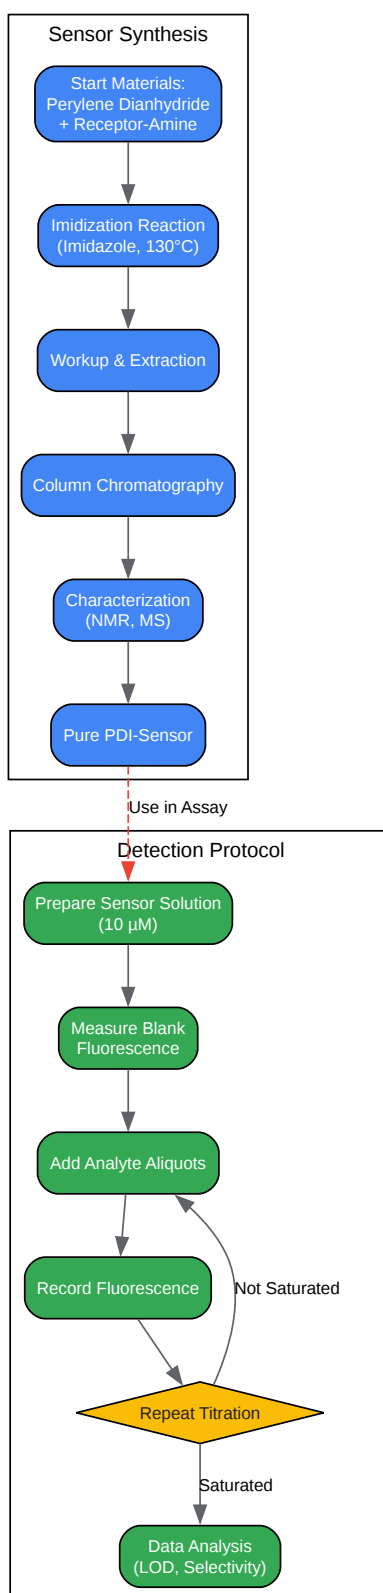 Sensor Synthesis
Start Materials:
Perylene Dianhydride
+ Receptor-Amine
Imidization Reaction
(Imidazole, 130°C)
Workup & Extraction
Column Chromatography
Characterization
(NMR, MS)
Pure PDI-Sensor
Use in Assay
Detection Protocol
Prepare Sensor Solution
(10 µM)
Measure Blank
Fluorescence
Add Analyte Aliquots
Record Fluorescence
Not Saturated
Repeat Titration
Saturated
Data Analysis
(LOD, Selectivity)